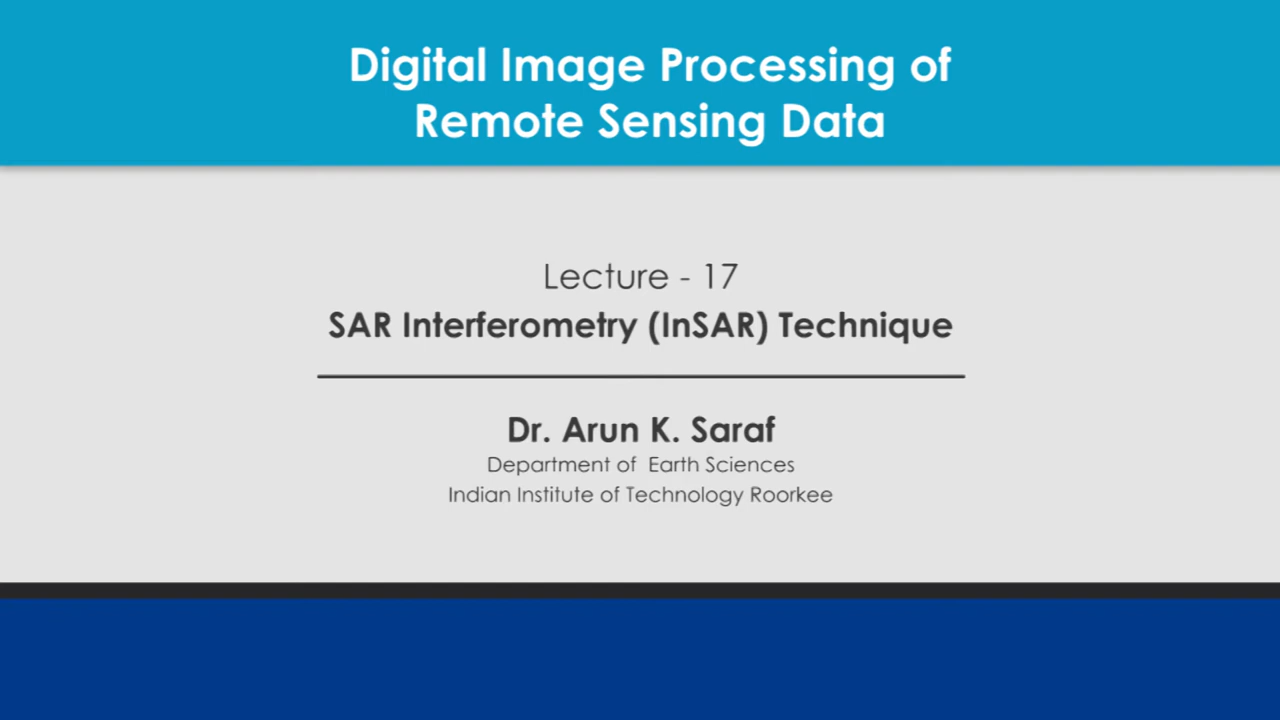 Digital Image Processing of
Remote Sensing Data
Lecture - 17
SAR Interferometry (InSAR) Technique
Dr. Arun K. Saraf
Department of Earth Sciences
Indian Institute of Technology Roorkee